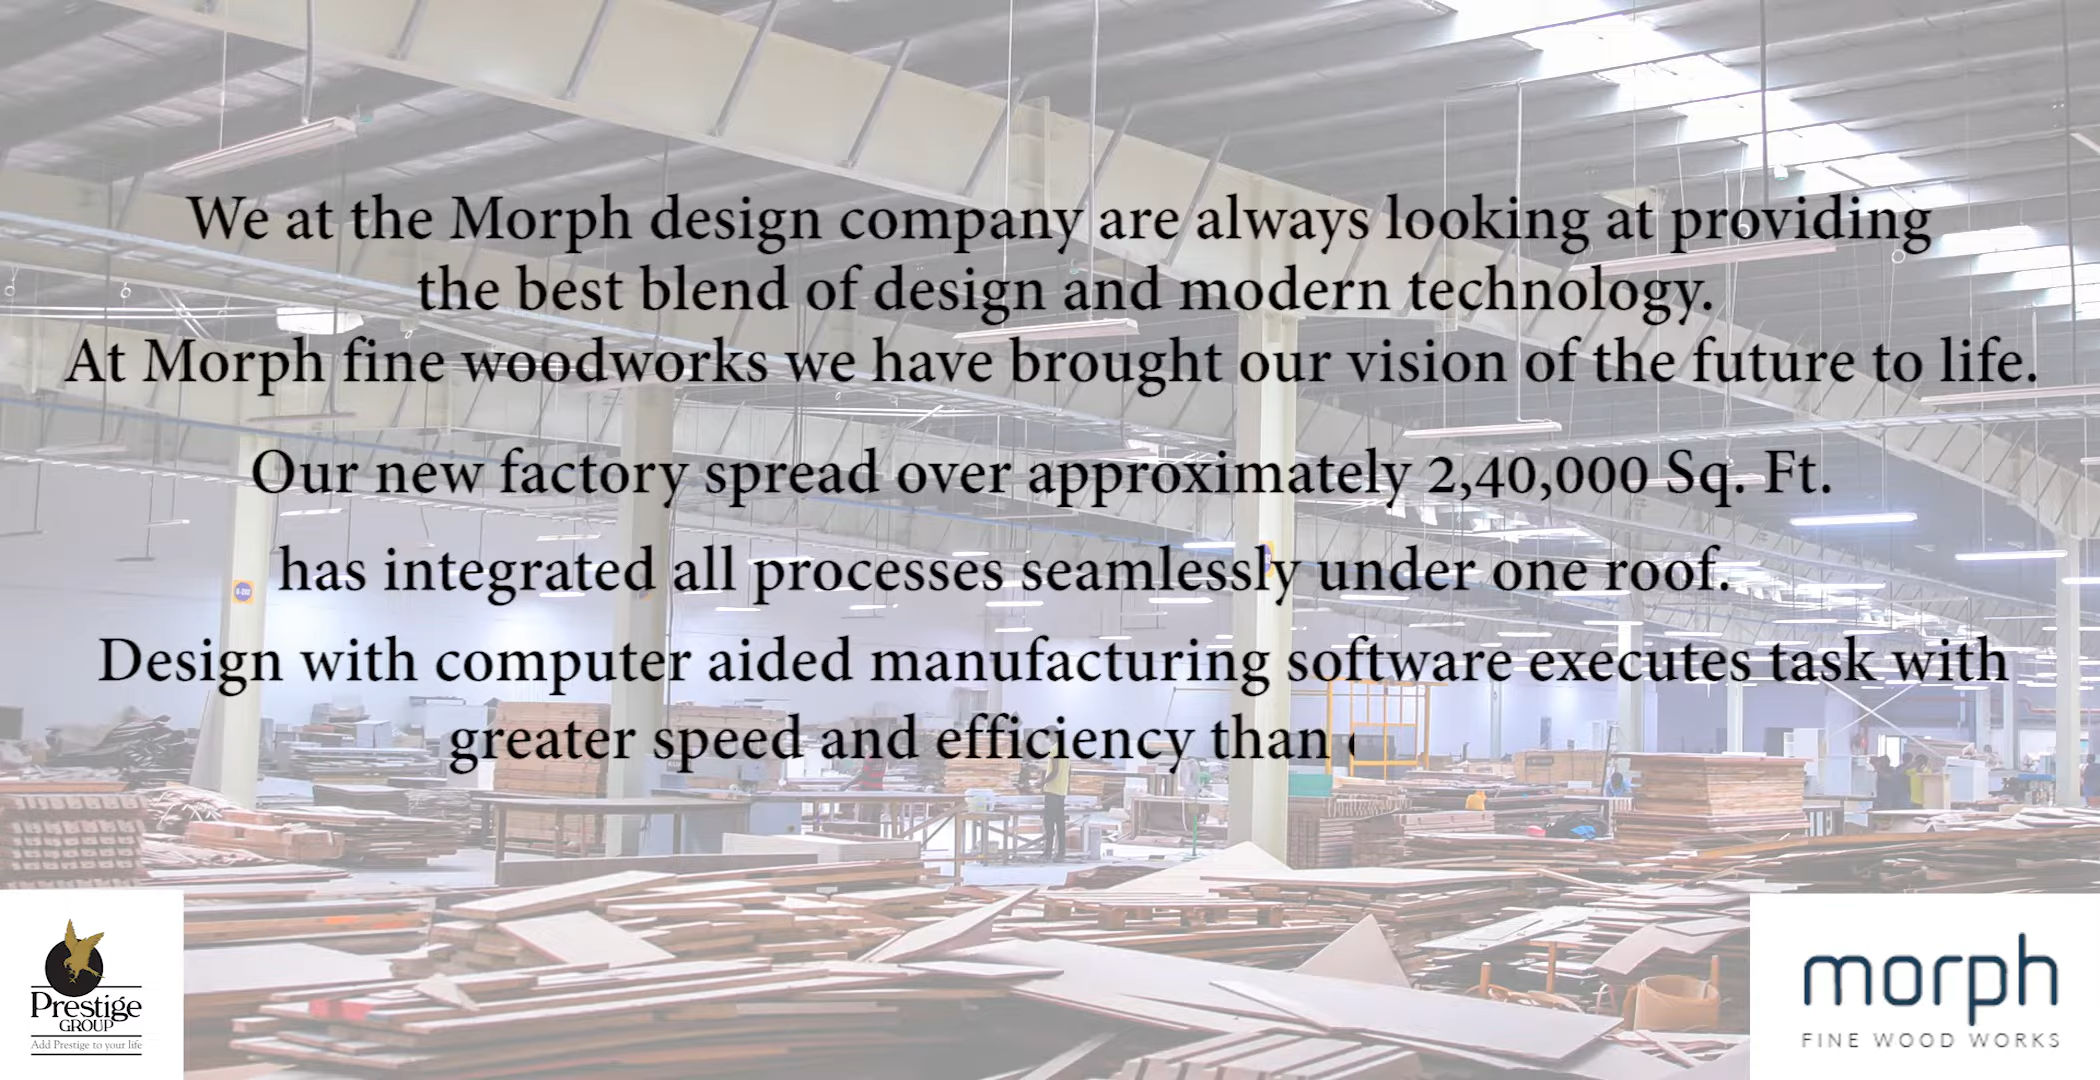 We at the Morph design company are always looking at providing
the best blend of design and modern technology.
At Morph fine woodworks we have brought our vision of the future to life.
Our new factory spread over approximately 2,40,000 Sq. Ft.
has integrated all processes seamlessly under one roof.
Design with computer aided manufacturing software executes task with
greater speed and efficiency than
Prestige
GROUP
Add Prestige to your life
morph
FINE WOOD WORKS